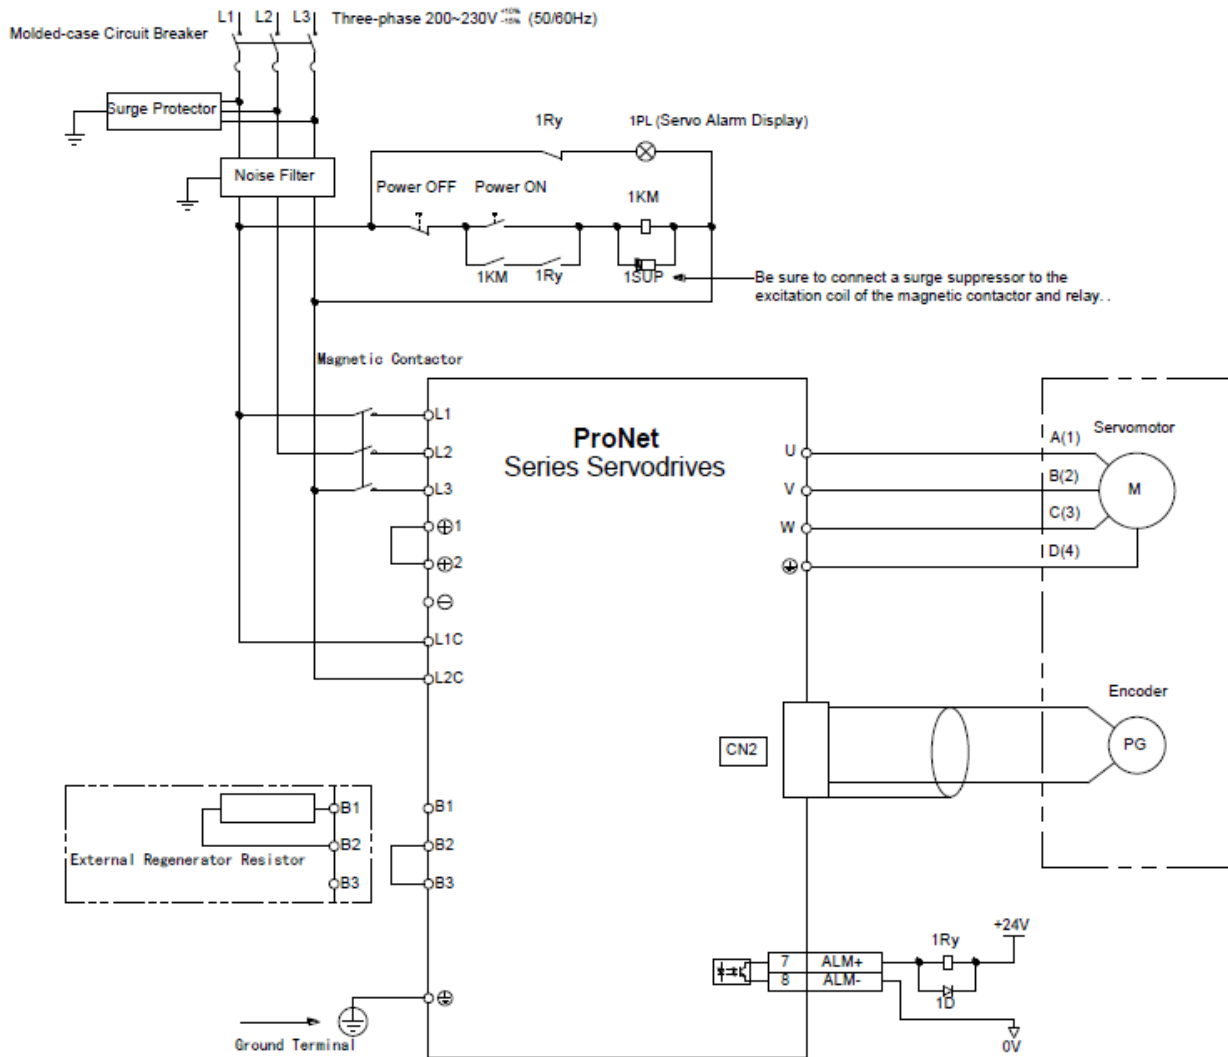 L1 L2 L3 Three-phase 200~230V +10% -15% (50/60Hz)
Molded-case Circuit Breaker
Surge Protector
1Ry 1PL (Servo Alarm Display)
Noise Filter
Power OFF Power ON
1KM
1KM 1Ry 1SUP
Be sure to connect a surge suppressor to the
excitation coil of the magnetic contactor and relay. .
Magnetic Contactor
ProNet
Series Servodrives
L1
L2
L3
⊕1
⊕2
⊖
L1C
L2C
U
V
W
A(1)
B(2)
C(3)
D(4)
Servomotor
M
Encoder
PG
CN2
B1
B2
B3
External Regenerator Resistor
B1
B2
B3
+24V
1Ry
7 ALM+
8 ALM-
1D
0V
Ground Terminal